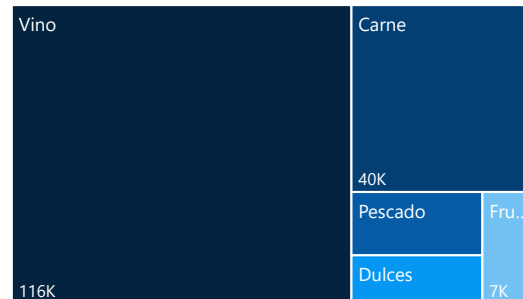 Vino
116K
Carne
40K
Pescado
Dulces
Fru...
7K